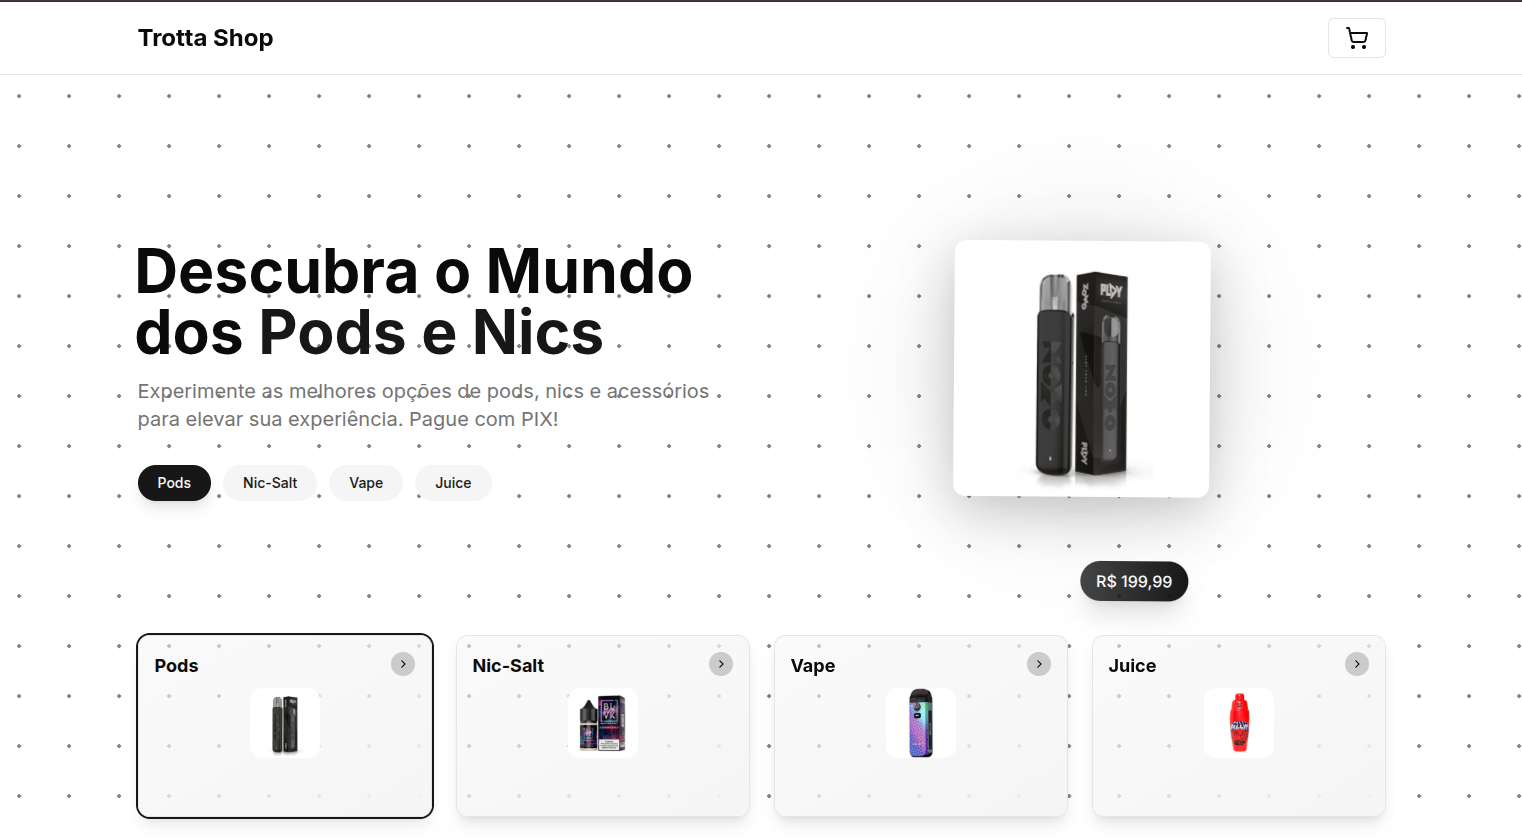 Trotta Shop
Descubra o Mundo
dos Pods e Nics
Experimente as melhores opções de pods, nics e acessórios
para elevar sua experiência. Pague com PIX!
Pods
Nic-Salt
Vape
Juice
PLAY
R$ 199,99
Pods
Nic-Salt
Vape
Juice